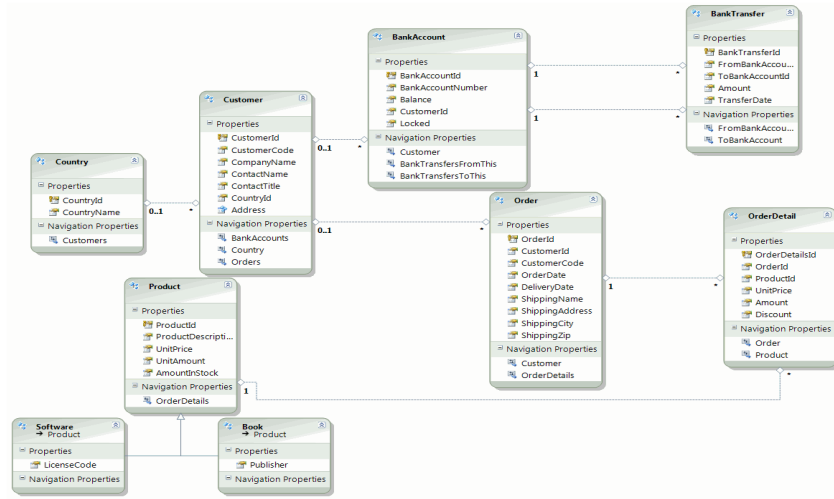 BankTransfer
Properties
BankTransferId
FromBankAccou...
ToBankAccountId
Amount
TransferDate
Navigation Properties
FromBankAccou...
ToBankAccount
BankAccount
Properties
BankAccountId
BankAccountNumber
Balance
CustomerId
Locked
Navigation Properties
Customer
BankTransfersFromThis
BankTransfersToThis
1
*
1
*
Customer
Properties
CustomerId
CustomerCode
CompanyName
ContactName
ContactTitle
CountryId
Address
Navigation Properties
BankAccounts
Country
Orders
0..1
*
0..1
*
Country
Properties
CountryId
CountryName
Navigation Properties
Customers
0..1
*
Order
Properties
OrderId
CustomerId
CustomerCode
OrderDate
DeliveryDate
ShippingName
ShippingAddress
ShippingCity
ShippingZip
Navigation Properties
Customer
OrderDetails
1
*
OrderDetail
Properties
OrderDetailsId
OrderId
ProductId
UnitPrice
Amount
Discount
Navigation Properties
Order
Product
*
Product
Properties
ProductId
ProductDescripti...
UnitPrice
UnitAmount
AmountInStock
Navigation Properties
OrderDetails
1
Software
Product
Properties
LicenseCode
Navigation Properties
Book
Product
Properties
Publisher
Navigation Properties